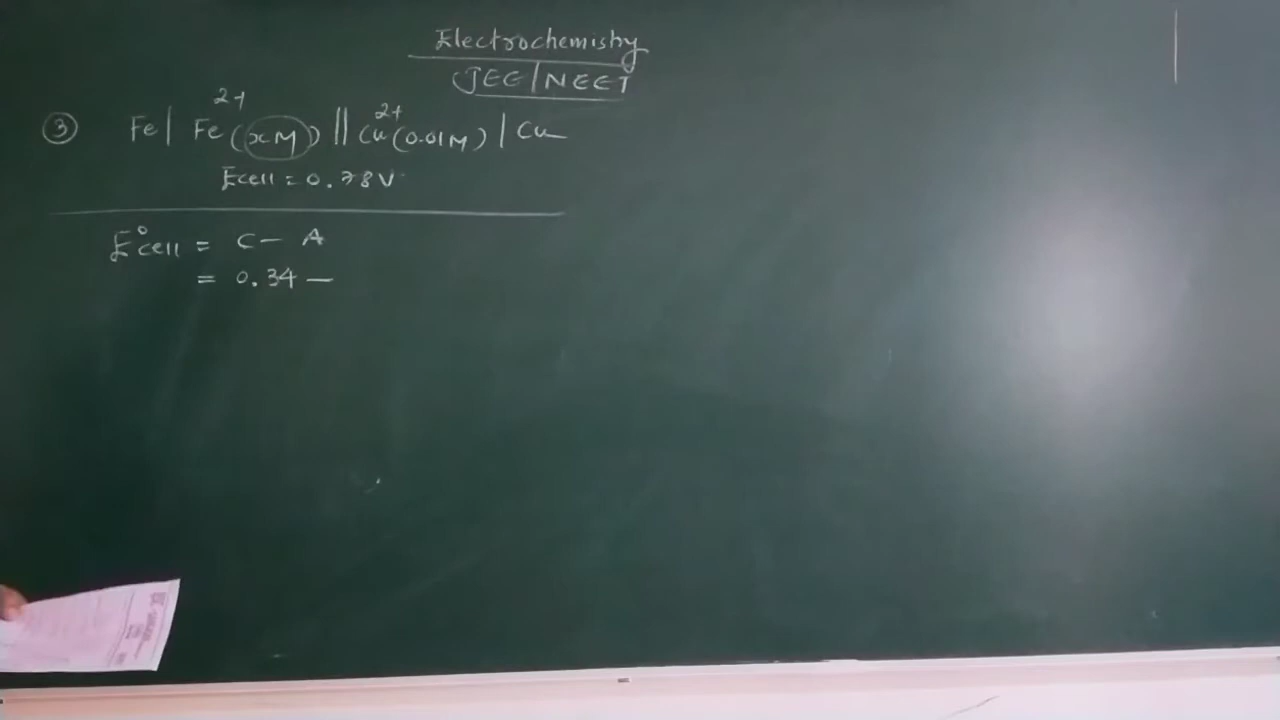 Electrochemistry
JEE/NEET
③ Fe | Fe²⁺(xM) || Cu²⁺(0.01M) | Cu
Ecell = 0.78V
E°cell = C - A
= 0.34 -